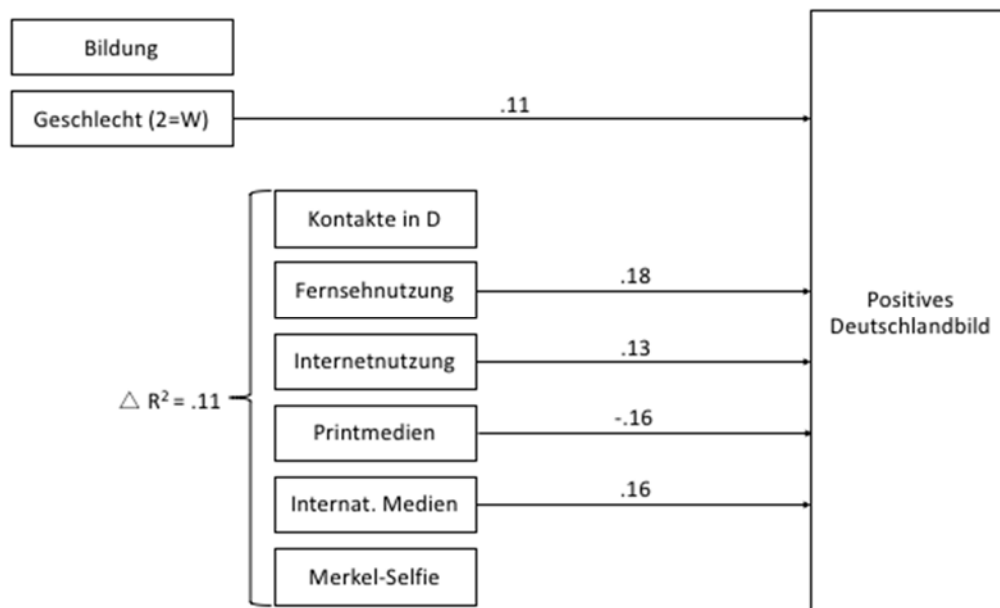 Bildung
Geschlecht (2=W)
.11
Kontakte in D
Fernsehnutzung
.18
Positives
Deutschlandbild
Internetnutzung
.13
△ R² = .11
Printmedien
-.16
Internat. Medien
.16
Merkel-Selfie